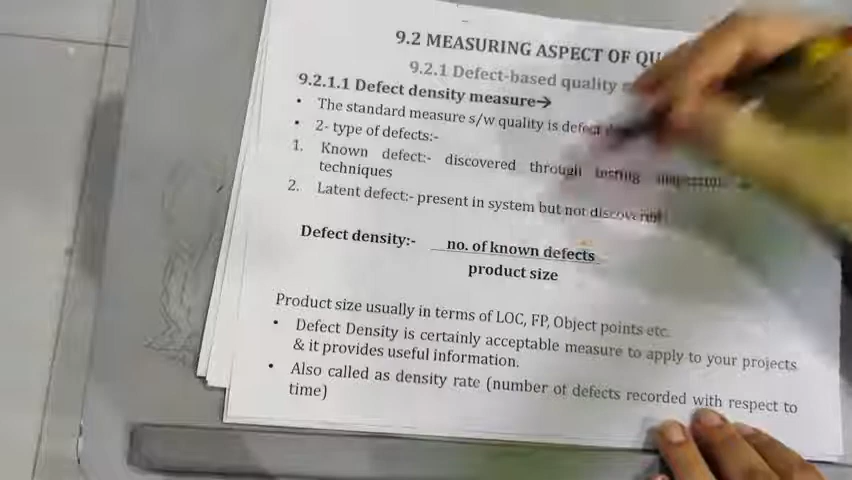 9.2 MEASURING ASPECT OF QU
9.2.1 Defect-based quality
9.2.1.1 Defect density measure→
• The standard measure s/w quality is defect
• 2- type of defects:-
1. Known defect:- discovered through testing
techniques
2. Latent defect:- present in system but not discovered
Defect density:- no. of known defects
product size
Product size usually in terms of LOC, FP, Object points etc.
• Defect Density is certainly acceptable measure to apply to your projects
& it provides useful information.
• Also called as density rate (number of defects recorded with respect to
time)